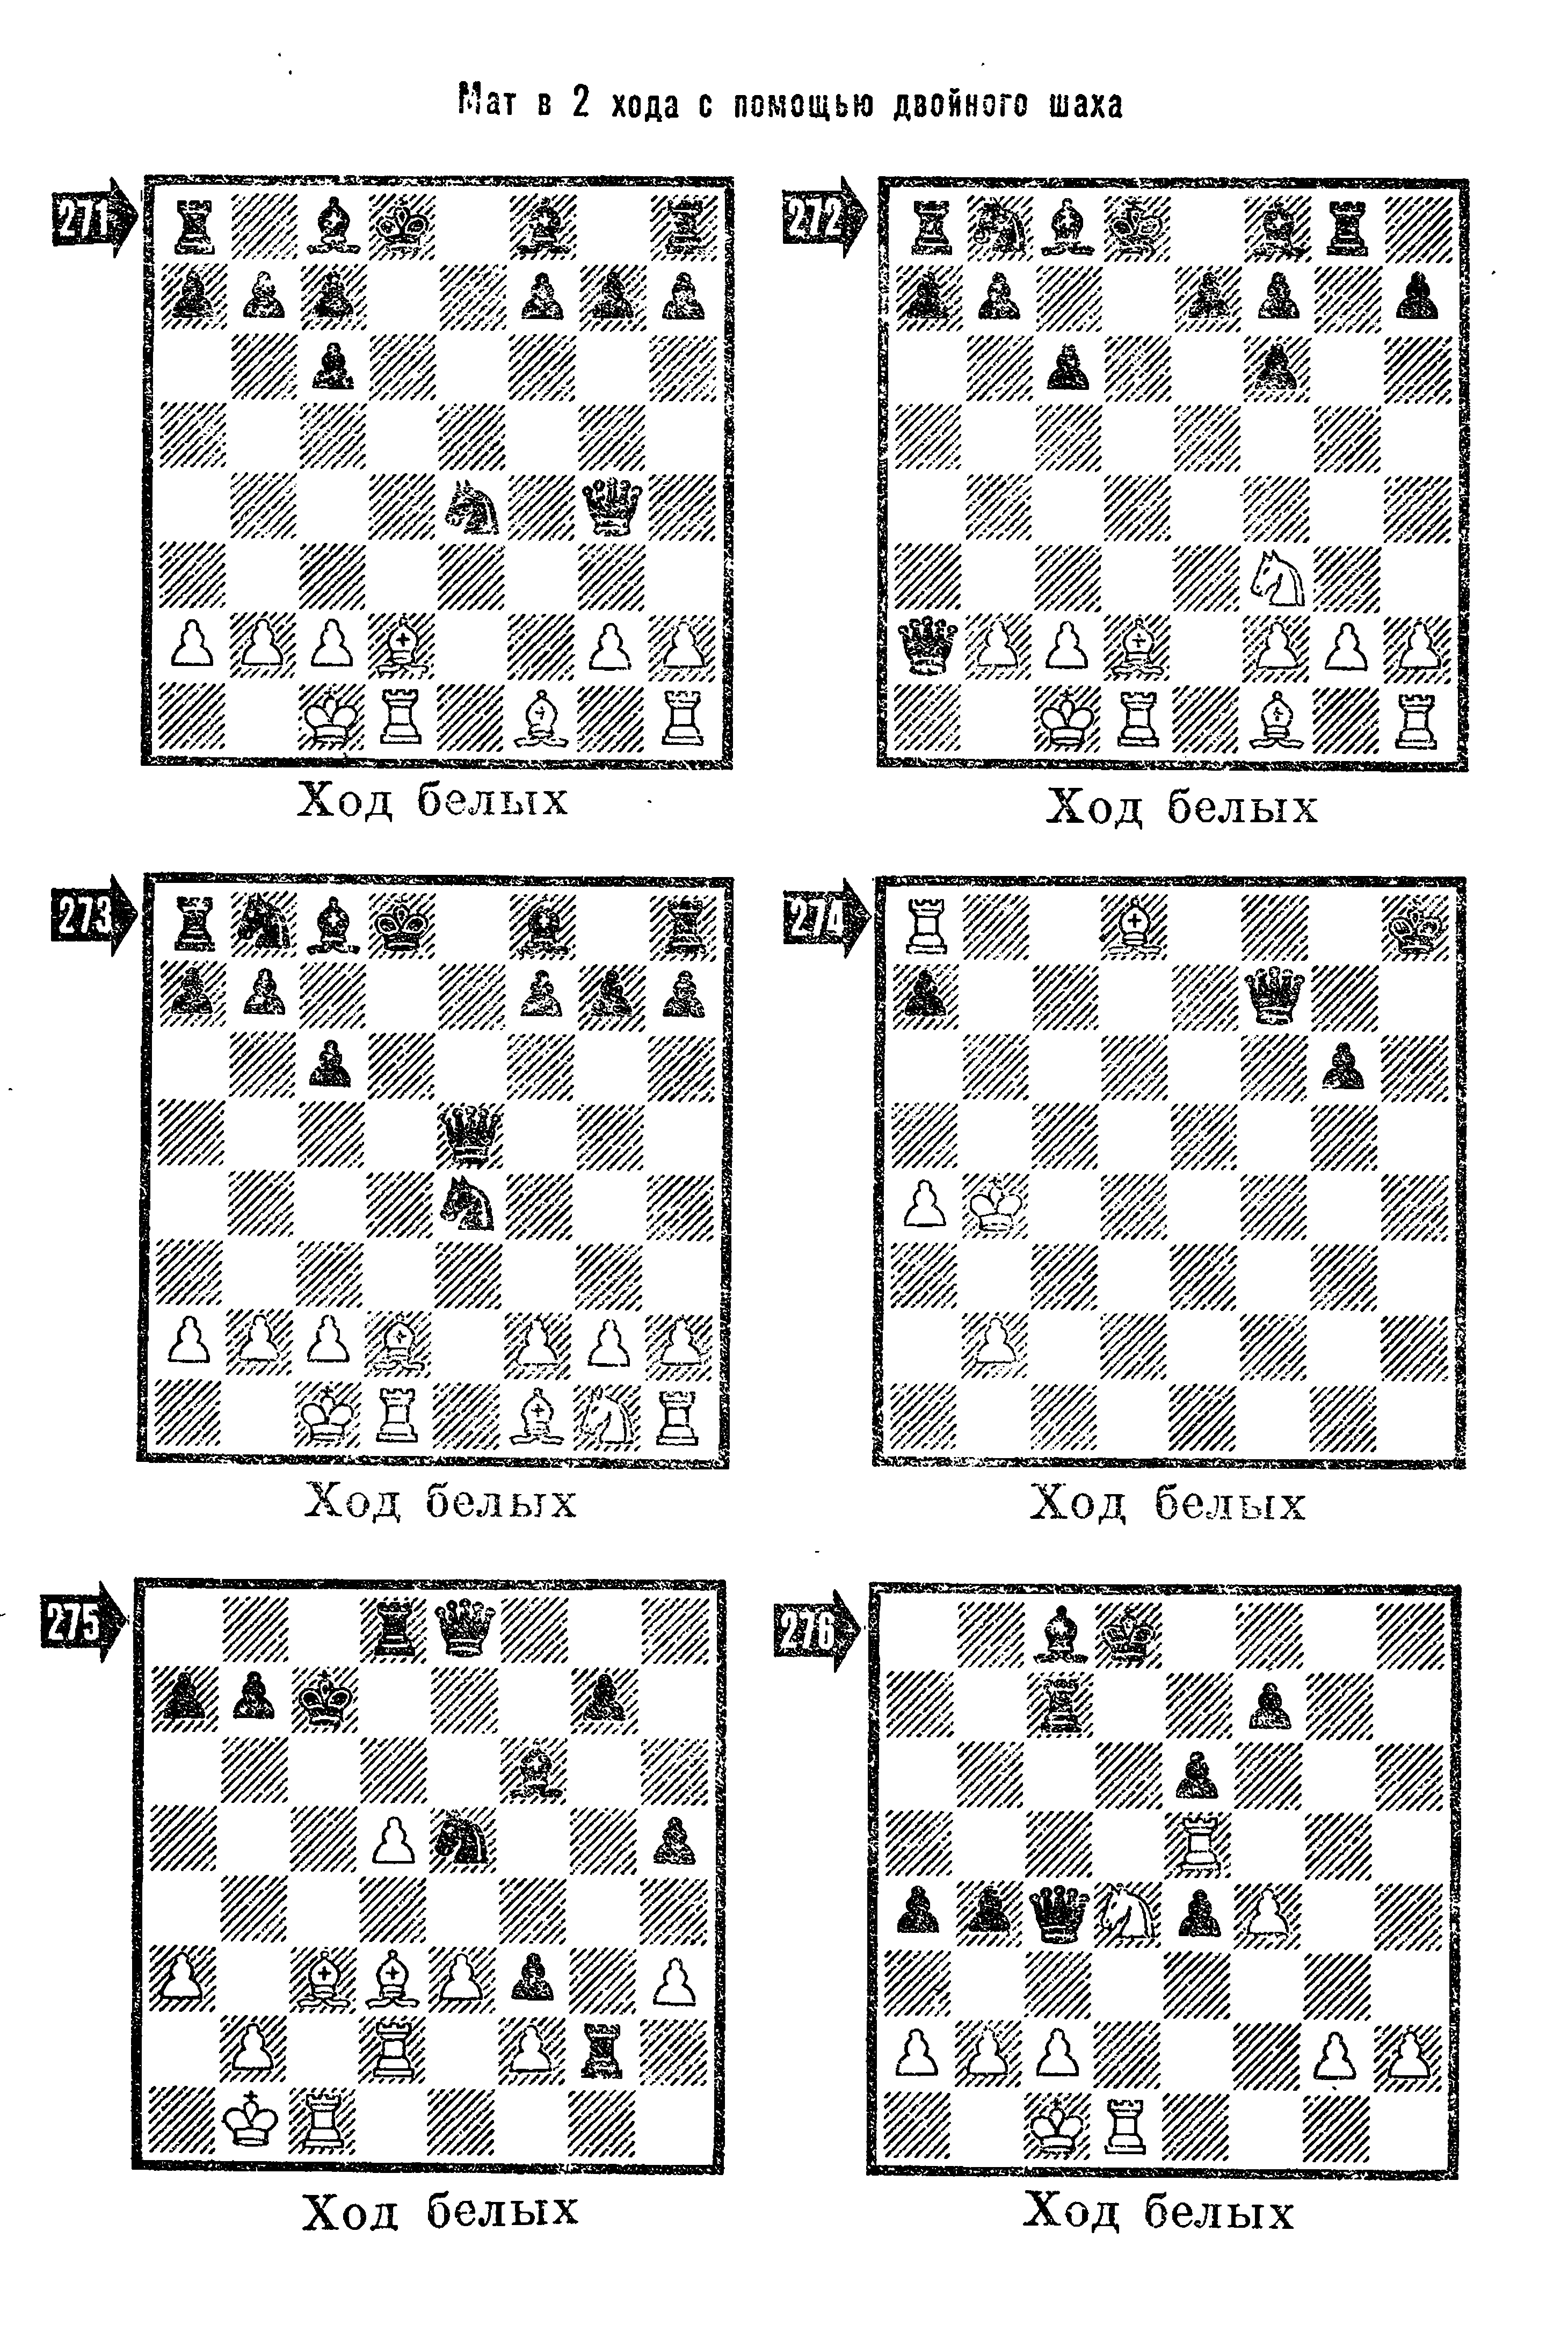 Мат в 2 хода с помощью двойного шаха
271
272
Ход белых
Ход белых
273
274
Ход белых
Ход белых
275
276
Ход белых
Ход белых